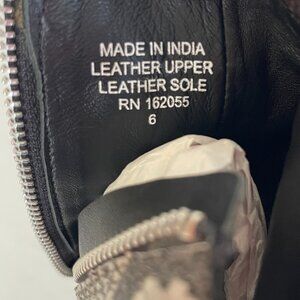 MADE IN INDIA
LEATHER UPPER
LEATHER SOLE
RN 162055
6